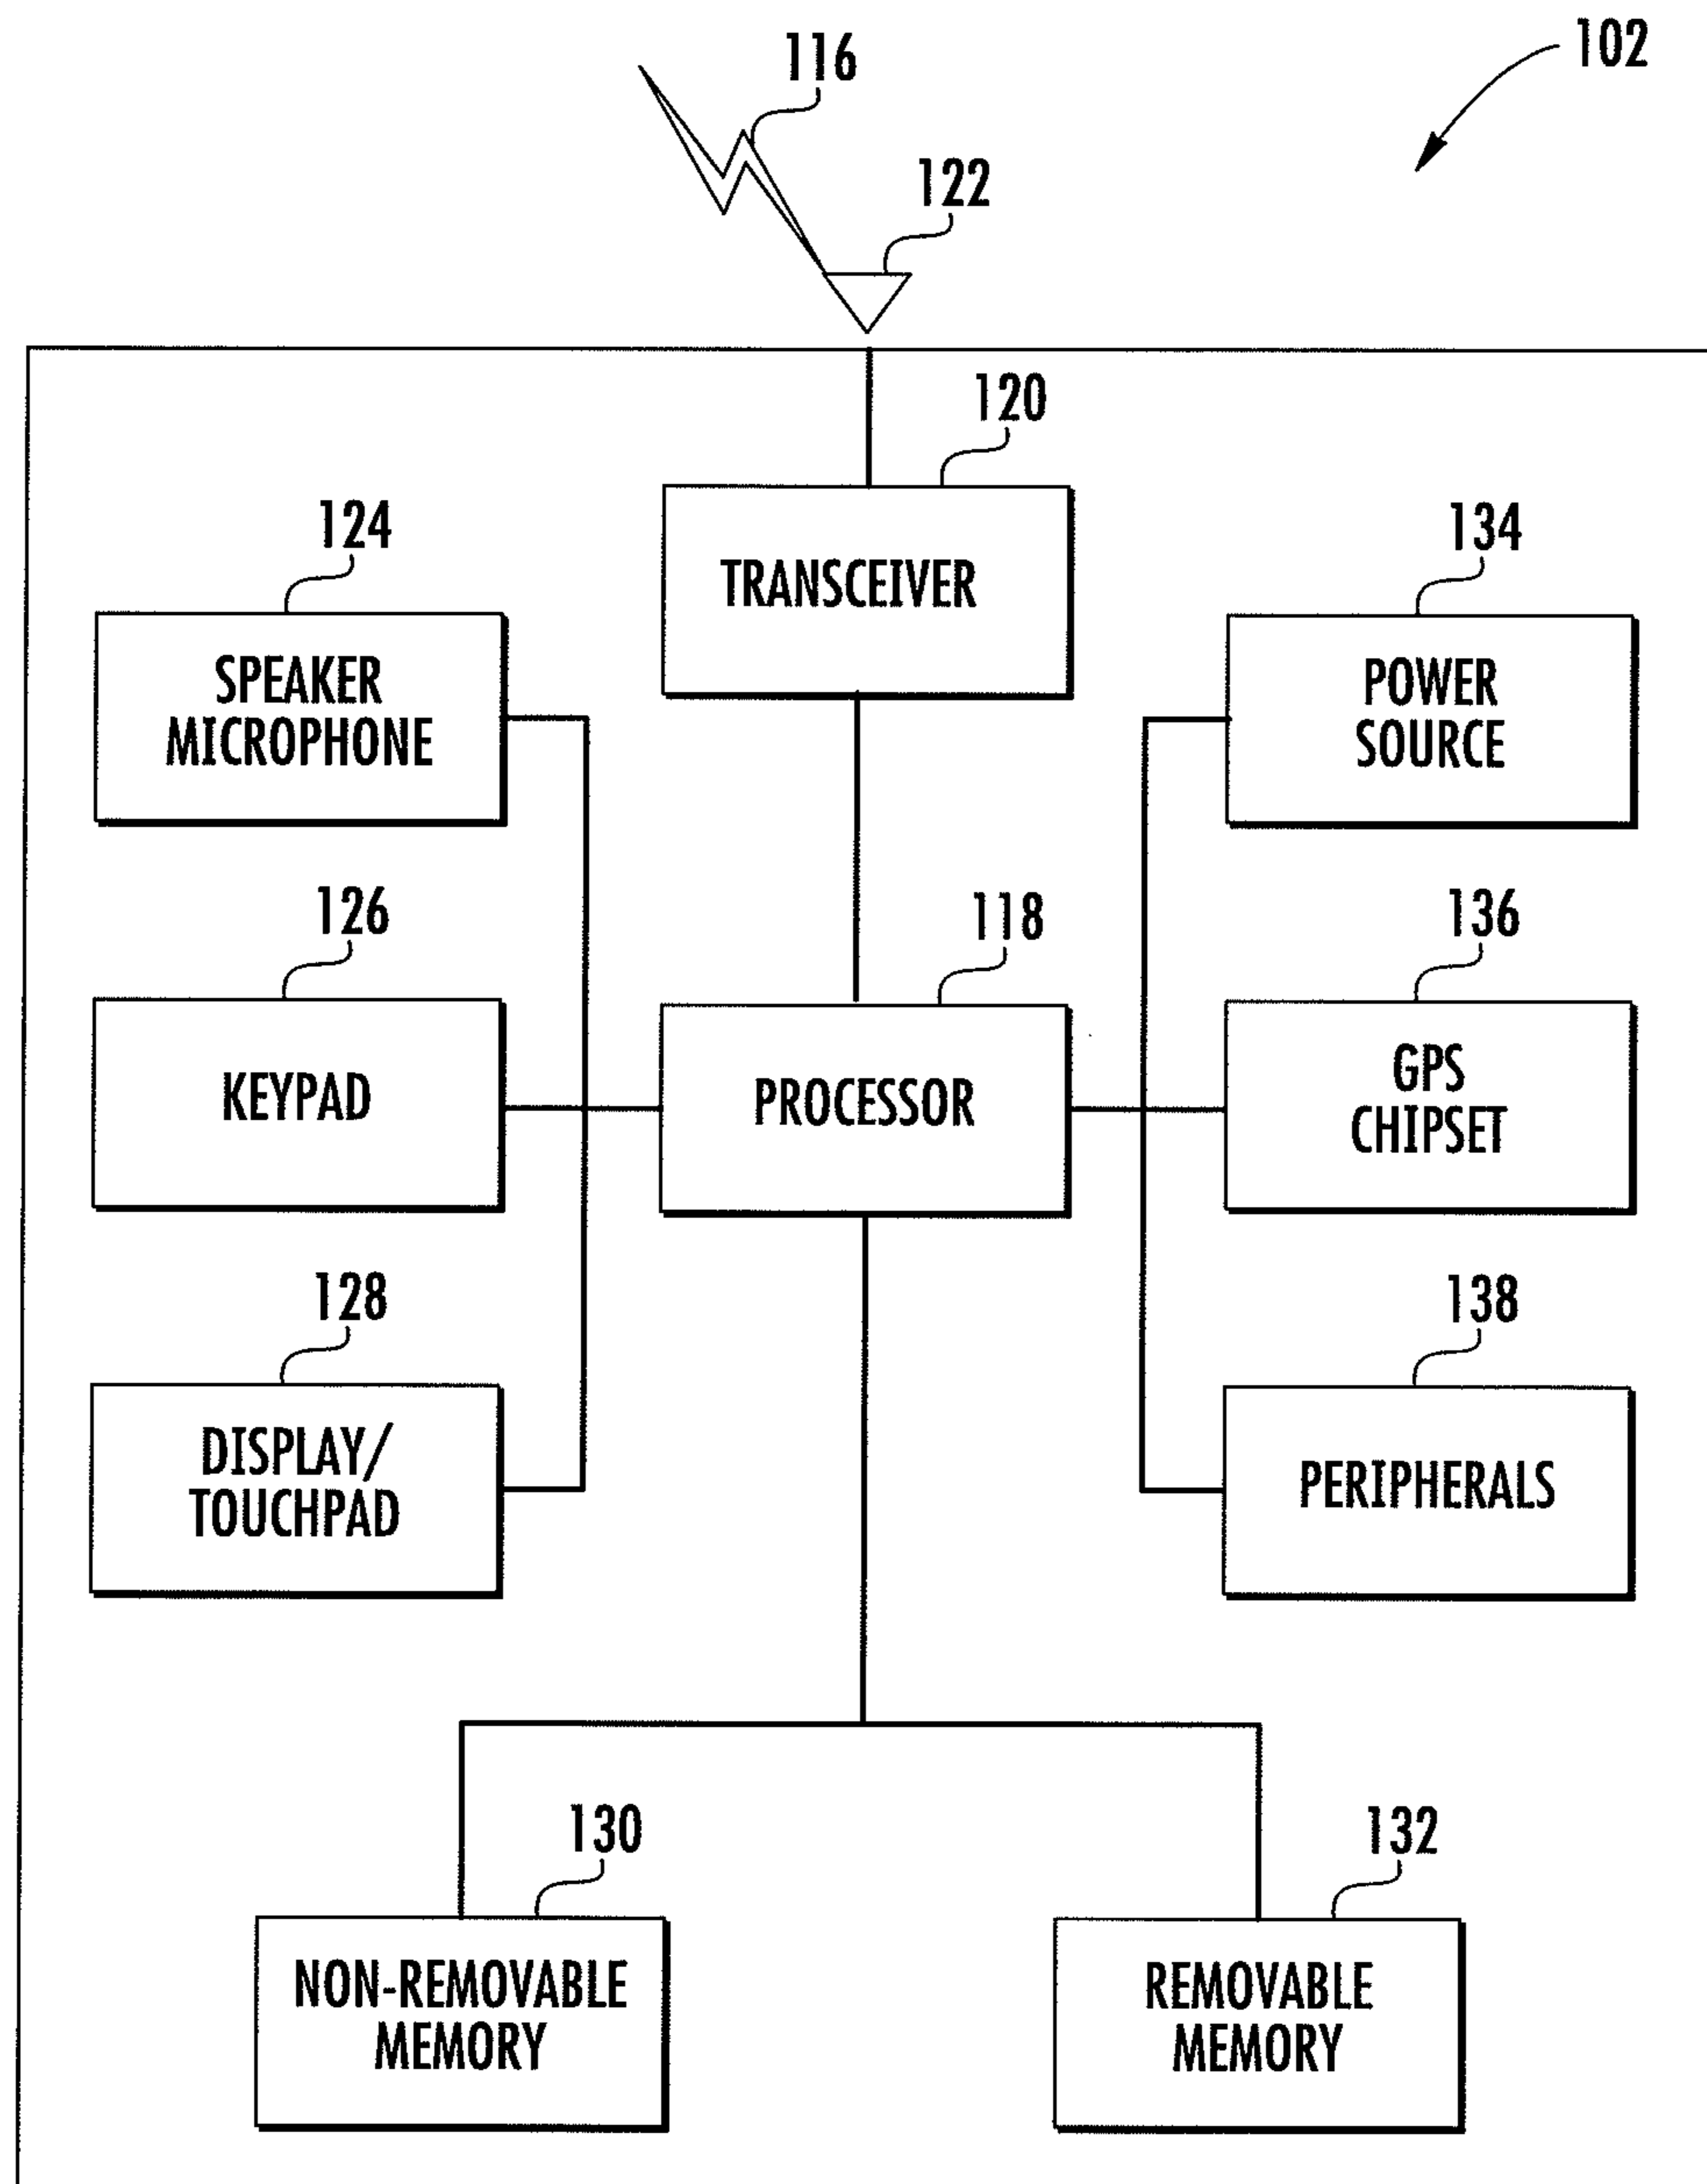 116
102
122
120
TRANSCEIVER
124
SPEAKER
MICROPHONE
134
POWER
SOURCE
126
KEYPAD
118
PROCESSOR
136
GPS
CHIPSET
128
DISPLAY/
TOUCHPAD
138
PERIPHERALS
130
NON-REMOVABLE
MEMORY
132
REMOVABLE
MEMORY